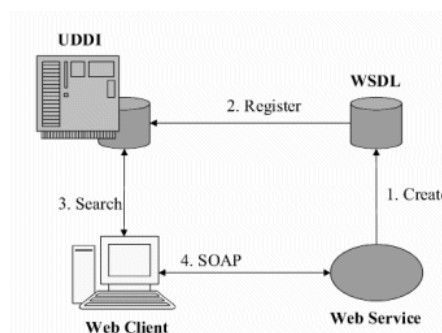 UDDI
WSDL
2. Register
1. Create
3. Search
4. SOAP
Web Client
Web Service